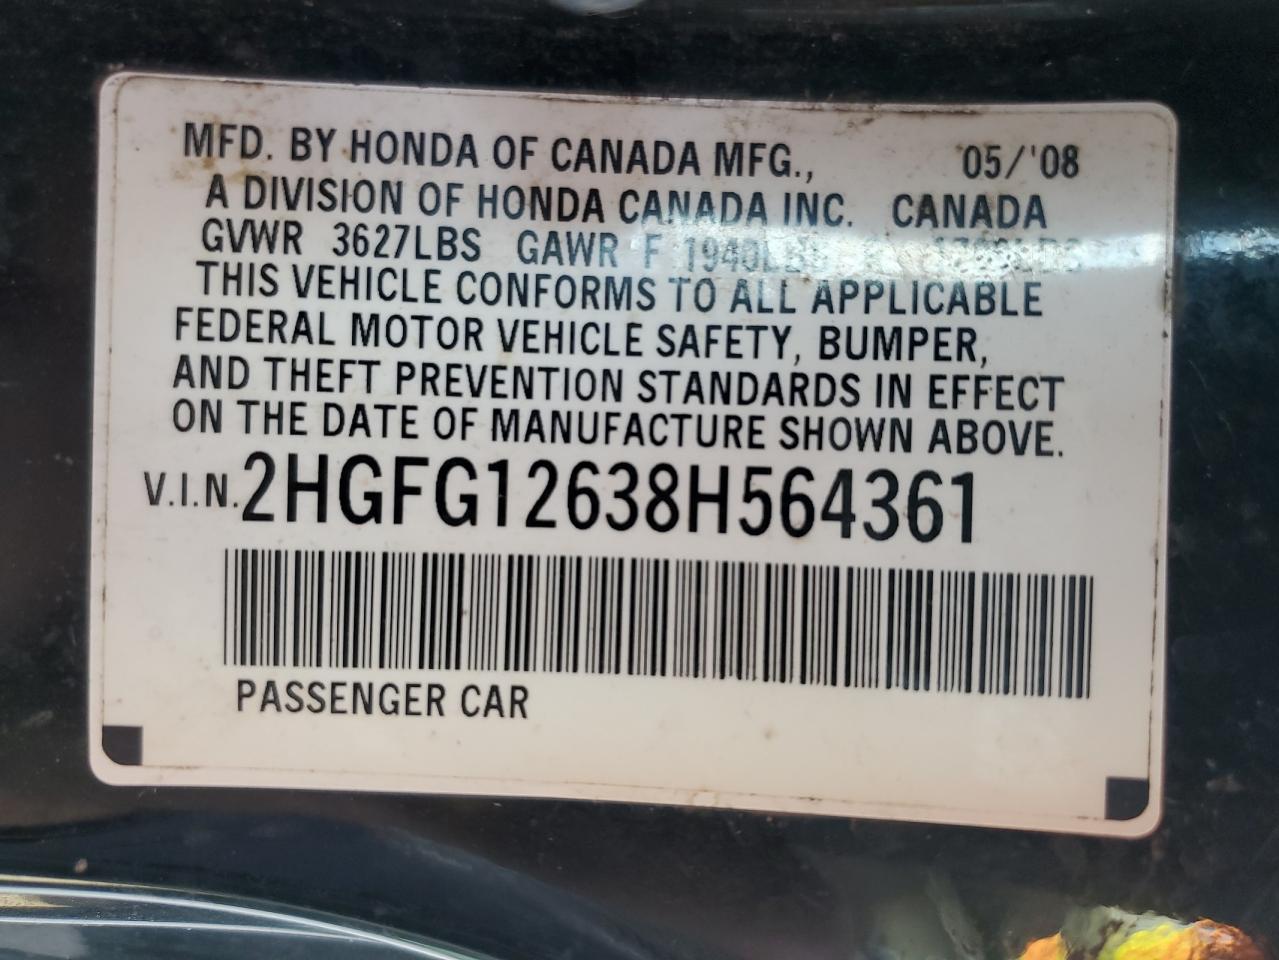 MFD. BY HONDA OF CANADA MFG., 05/'08
A DIVISION OF HONDA CANADA INC. CANADA
GVWR 3627LBS GAWR F 1940LBS R
THIS VEHICLE CONFORMS TO ALL APPLICABLE
FEDERAL MOTOR VEHICLE SAFETY, BUMPER,
AND THEFT PREVENTION STANDARDS IN EFFECT
ON THE DATE OF MANUFACTURE SHOWN ABOVE.
V.I.N. 2HGFG12638H564361
PASSENGER CAR